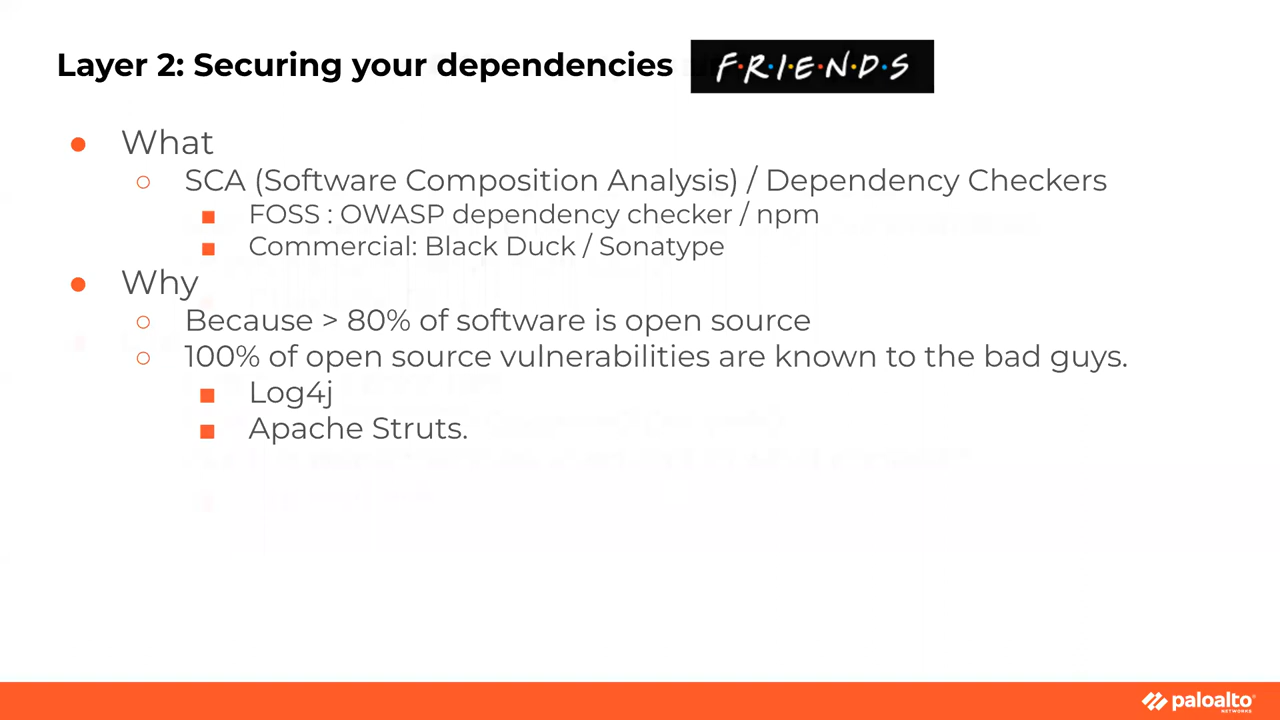 Layer 2: Securing your dependencies
F·R·I·E·N·D·S
What
SCA (Software Composition Analysis) / Dependency Checkers
FOSS : OWASP dependency checker / npm
Commercial: Black Duck / Sonatype
Why
Because > 80% of software is open source
100% of open source vulnerabilities are known to the bad guys.
Log4j
Apache Struts.
paloalto
NETWORKS